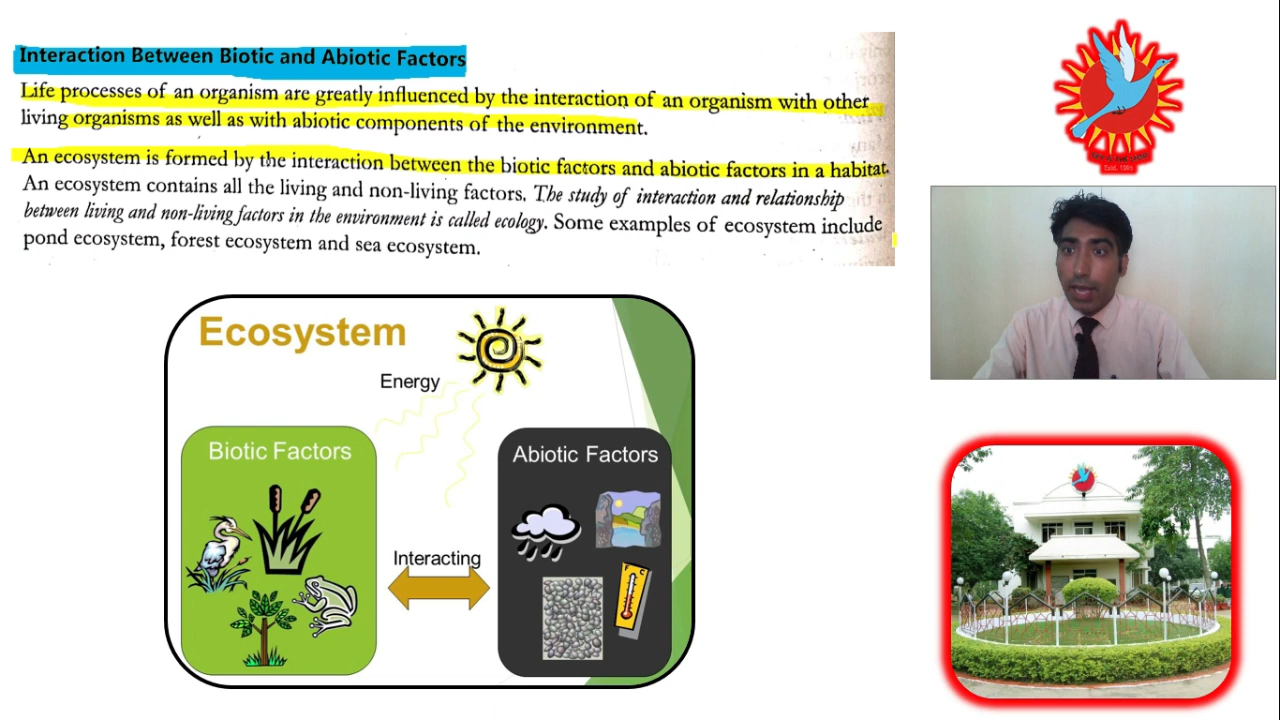 Interaction Between Biotic and Abiotic Factors
Life processes of an organism are greatly influenced by the interaction of an organism with other
living organisms as well as with abiotic components of the environment.
An ecosystem is formed by the interaction between the biotic factors and abiotic factors in a habitat.
An ecosystem contains all the living and non-living factors. The study of interaction and relationship
between living and non-living factors in the environment is called ecology. Some examples of ecosystem include
pond ecosystem, forest ecosystem and sea ecosystem.
Ecosystem
Energy
Biotic Factors
Abiotic Factors
Interacting